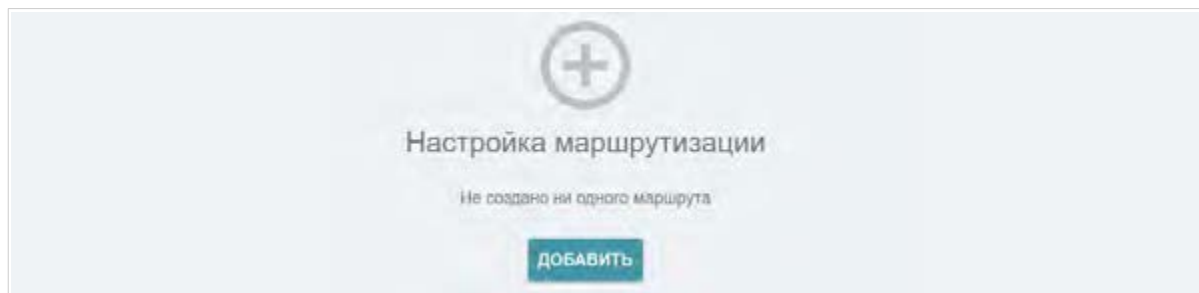 Настройка маршрутизации
Не создано ни одного маршрута
ДОБАВИТЬ